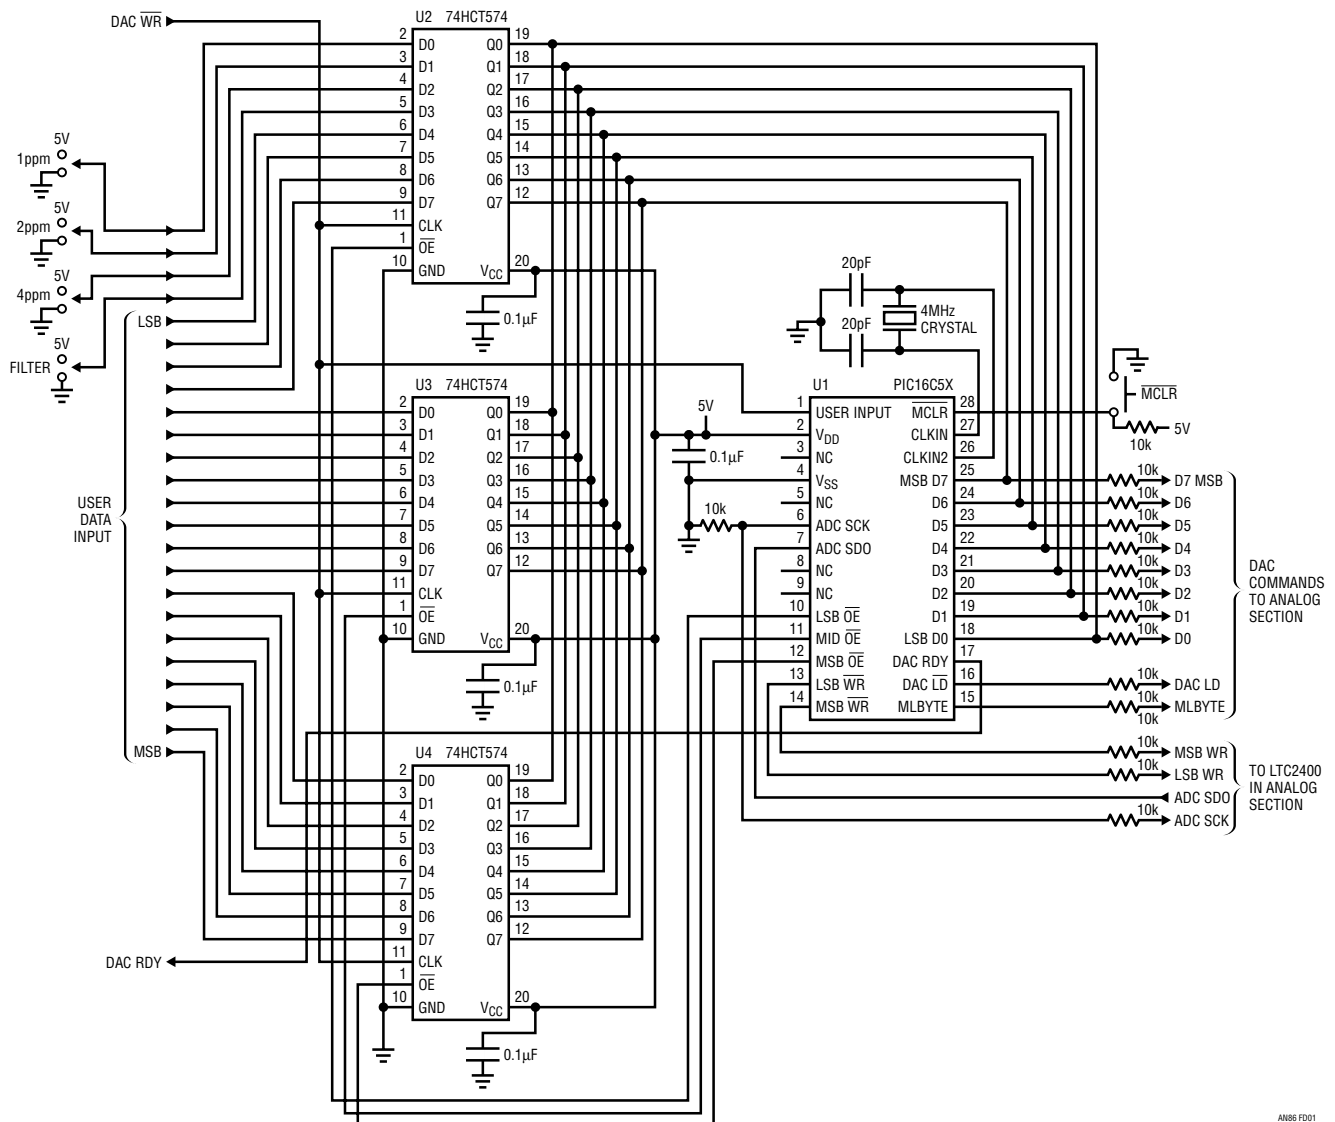 DAC WR
U2 74HCT574
2 D0 Q0 19
3 D1 Q1 18
4 D2 Q2 17
5 D3 Q3 16
6 D4 Q4 15
7 D5 Q5 14
8 D6 Q6 13
9 D7 Q7 12
11 CLK
1 OE
10 GND VCC 20
0.1µF
5V
1ppm
5V
2ppm
5V
4ppm
5V
FILTER
LSB
USER
DATA
INPUT
MSB
DAC RDY
U3 74HCT574
2 D0 Q0 19
3 D1 Q1 18
4 D2 Q2 17
5 D3 Q3 16
6 D4 Q4 15
7 D5 Q5 14
8 D6 Q6 13
9 D7 Q7 12
11 CLK
1 OE
10 GND VCC 20
0.1µF
U4 74HCT574
2 D0 Q0 19
3 D1 Q1 18
4 D2 Q2 17
5 D3 Q3 16
6 D4 Q4 15
7 D5 Q5 14
8 D6 Q6 13
9 D7 Q7 12
11 CLK
1 OE
10 GND VCC 20
0.1µF
20pF
20pF
4MHz
CRYSTAL
5V
0.1µF
10k
U1 PIC16C5X
1 USER INPUT MCLR 28
2 VDD CLKIN 27
3 NC CLKIN2 26
4 VSS MSB D7 25
5 NC D6 24
6 ADC SCK D5 23
7 ADC SDO D4 22
8 NC D3 21
9 NC D2 20
10 LSB OE D1 19
11 MID OE LSB D0 18
12 MSB OE DAC RDY 17
13 LSB WR DAC LD 16
14 MSB WR MLBYTE 15
MCLR
10k 5V
10k D7 MSB
10k D6
10k D5
10k D4
10k D3
10k D2
10k D1
10k D0
10k DAC LD
10k MLBYTE
DAC
COMMANDS
TO ANALOG
SECTION
10k MSB WR
10k LSB WR
ADC SDO
10k ADC SCK
TO LTC2400
IN ANALOG
SECTION
AN86 FD01